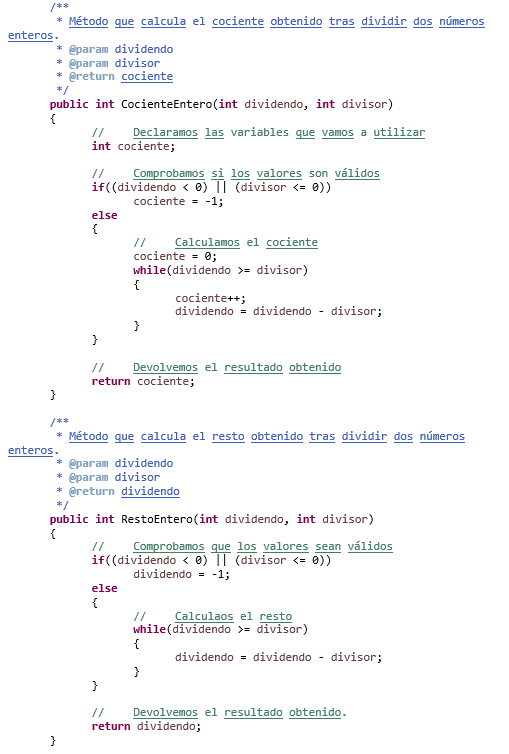 /**
 * Método que calcula el cociente obtenido tras dividir dos números
enteros.
 * @param dividendo
 * @param divisor
 * @return cociente
 */
public int CocienteEntero(int dividendo, int divisor)
{
//    Declaramos las variables que vamos a utilizar
int cociente;
//    Comprobamos si los valores son válidos
if((dividendo < 0) || (divisor <= 0))
cociente = -1;
else
{
//    Calculamos el cociente
cociente = 0;
while(dividendo >= divisor)
{
cociente++;
dividendo = dividendo - divisor;
}
}
//    Devolvemos el resultado obtenido
return cociente;
}
/**
 * Método que calcula el resto obtenido tras dividir dos números
enteros.
 * @param dividendo
 * @param divisor
 * @return dividendo
 */
public int RestoEntero(int dividendo, int divisor)
{
//    Comprobamos que los valores sean válidos
if((dividendo < 0) || (divisor <= 0))
dividendo = -1;
else
{
//    Calculaos el resto
while(dividendo >= divisor)
{
dividendo = dividendo - divisor;
}
}
//    Devolvemos el resultado obtenido.
return dividendo;
}